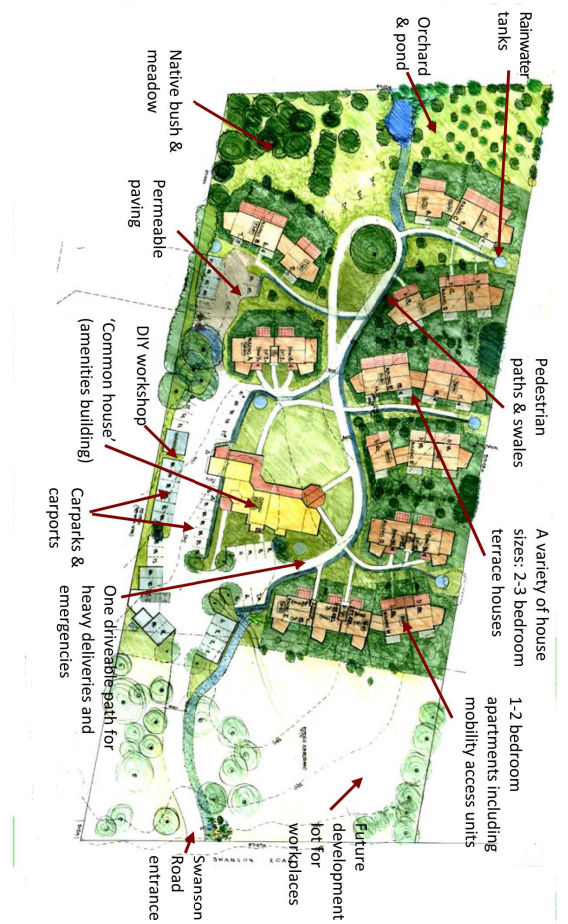 Rainwater
tanks
Orchard
& pond
Native bush &
meadow
Permeable
paving
Pedestrian
paths & swales
A variety of house
sizes: 2-3 bedroom
terrace houses
1-2 bedroom
apartments including
mobility access units
DIY workshop
'Common house'
(amenities building)
Carparks &
carports
One driveable path for
heavy deliveries and
emergencies
Future
development
lot for
workplaces
Swanson
Road
entrance
SWANSON ROAD